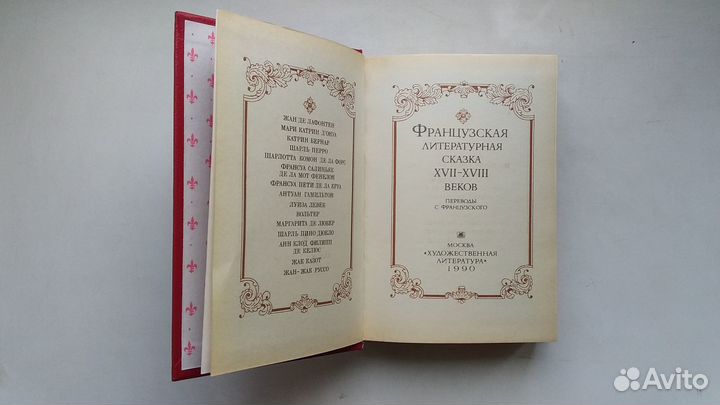 ЖАН ДЕ ЛАФОНТЕН
МАРИ КАТРИН Д'ОНУА
КАТРИН БЕРНАР
ШАРЛЬ ПЕРРО
ШАРЛОТТА КОМОН ДЕ ЛА ФОРС
ФРАНСУА САЛИНЬЯК
ДЕ ЛА МОТ ФЕНЕЛОН
ФРАНСУА ПЕТИ ДЕ ЛА КРУА
АНТУАН ГАМИЛЬТОН
ЛУИЗА ЛЕВЕК
ВОЛЬТЕР
МАРГАРИТА ДЕ ЛЮБЕР
ШАРЛЬ ПИНО ДЮКЛО
АНН КЛОД ФИЛИПП
ДЕ КЕЛЮС
ЖАК КАЗОТ
ЖАН-ЖАК РУССО
ФРАНЦУЗСКАЯ
ЛИТЕРАТУРНАЯ
СКАЗКА
XVII–XVIII
ВЕКОВ
ПЕРЕВОДЫ
С ФРАНЦУЗСКОГО
МОСКВА
«ХУДОЖЕСТВЕННАЯ
ЛИТЕРАТУРА»
1990
Avito